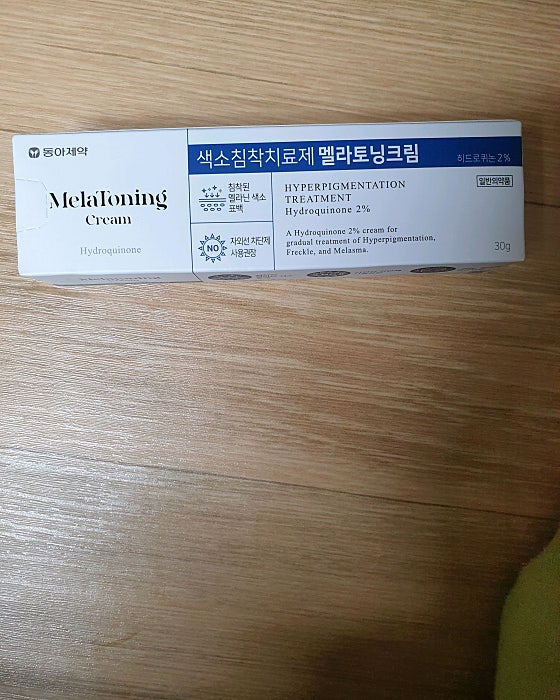 동아제약
MelaToning
Cream
Hydroquinone
색소침착치료제 멜라토닝크림
히드로퀴논 2%
침착된
멜라닌 색소
표백
NO
자외선 차단제
사용권장
HYPERPIGMENTATION
TREATMENT
Hydroquinone 2%
일반의약품
A Hydroquinone 2% cream for
gradual treatment of Hyperpigmentation,
Freckle, and Melasma.
30g